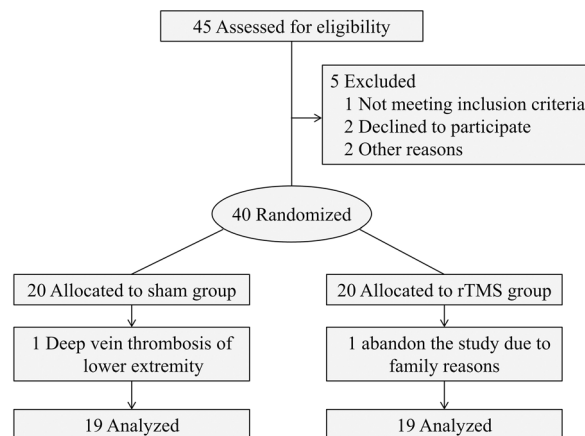 45 Assessed for eligibility
5 Excluded
1 Not meeting inclusion criteria
2 Declined to participate
2 Other reasons
40 Randomized
20 Allocated to sham group
20 Allocated to rTMS group
1 Deep vein thrombosis of
lower extremity
1 abandon the study due to
family reasons
19 Analyzed
19 Analyzed